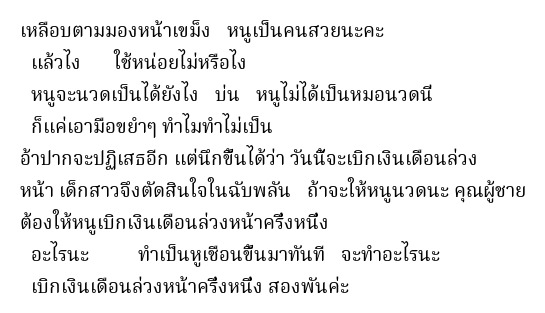 เหลือบตามมองหน้าเขม็ง หนูเป็นคนสวยนะคะ
แล้วไง ใช้หน่อยไม่หรือไง
หนูจะนวดเป็นได้ยังไง บ่น หนูไม่ได้เป็นหมอนวดนี่
ก็แค่เอามือขยำๆ ทำไมทำไม่เป็น
อ้าปากจะปฏิเสธอีก แต่นึกขึ้นได้ว่า วันนี้จะเบิกเงินเดือนล่วง
หน้า เด็กสาวจึงตัดสินใจในฉับพลัน ถ้าจะให้หนูนวดนะ คุณผู้ชาย
ต้องให้หนูเบิกเงินเดือนล่วงหน้าครึ่งหนึ่ง
อะไรนะ ทำเป็นหูเชือนขึ้นมาทันที จะทำอะไรนะ
เบิกเงินเดือนล่วงหน้าครึ่งหนึ่ง สองพันค่ะ